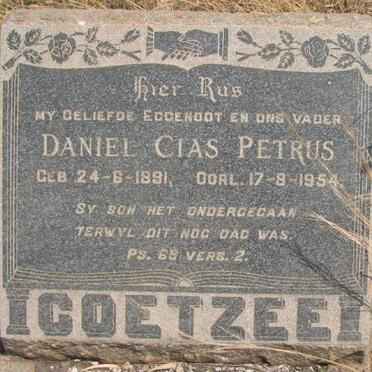 Hier Rus
MY GELIEFDE EGGENOOT EN ONS VADER
DANIEL CIAS PETRUS
GEB. 24-6-1891, OORL. 17-9-1954
SY SON HET ONDERGEGAAN
TERWYL DIT NOG DAG WAS.
PS. 69 VERS. 2.
COETZEE